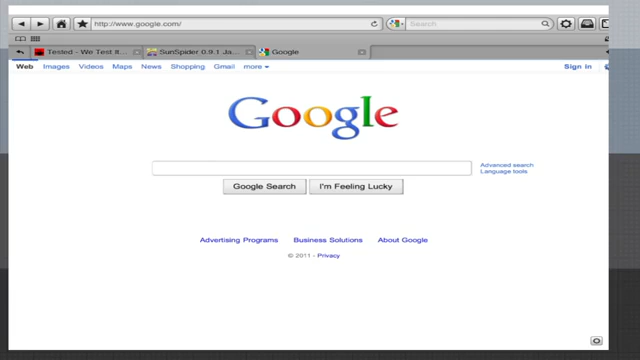 http://www.google.com/
Search
Tested - We Test It...
SunSpider 0.9.1 Ja...
Google
Web Images Videos Maps News Shopping Gmail more
Sign in
Google
Advanced search
Language tools
Google Search I'm Feeling Lucky
Advertising Programs Business Solutions About Google
© 2011 - Privacy